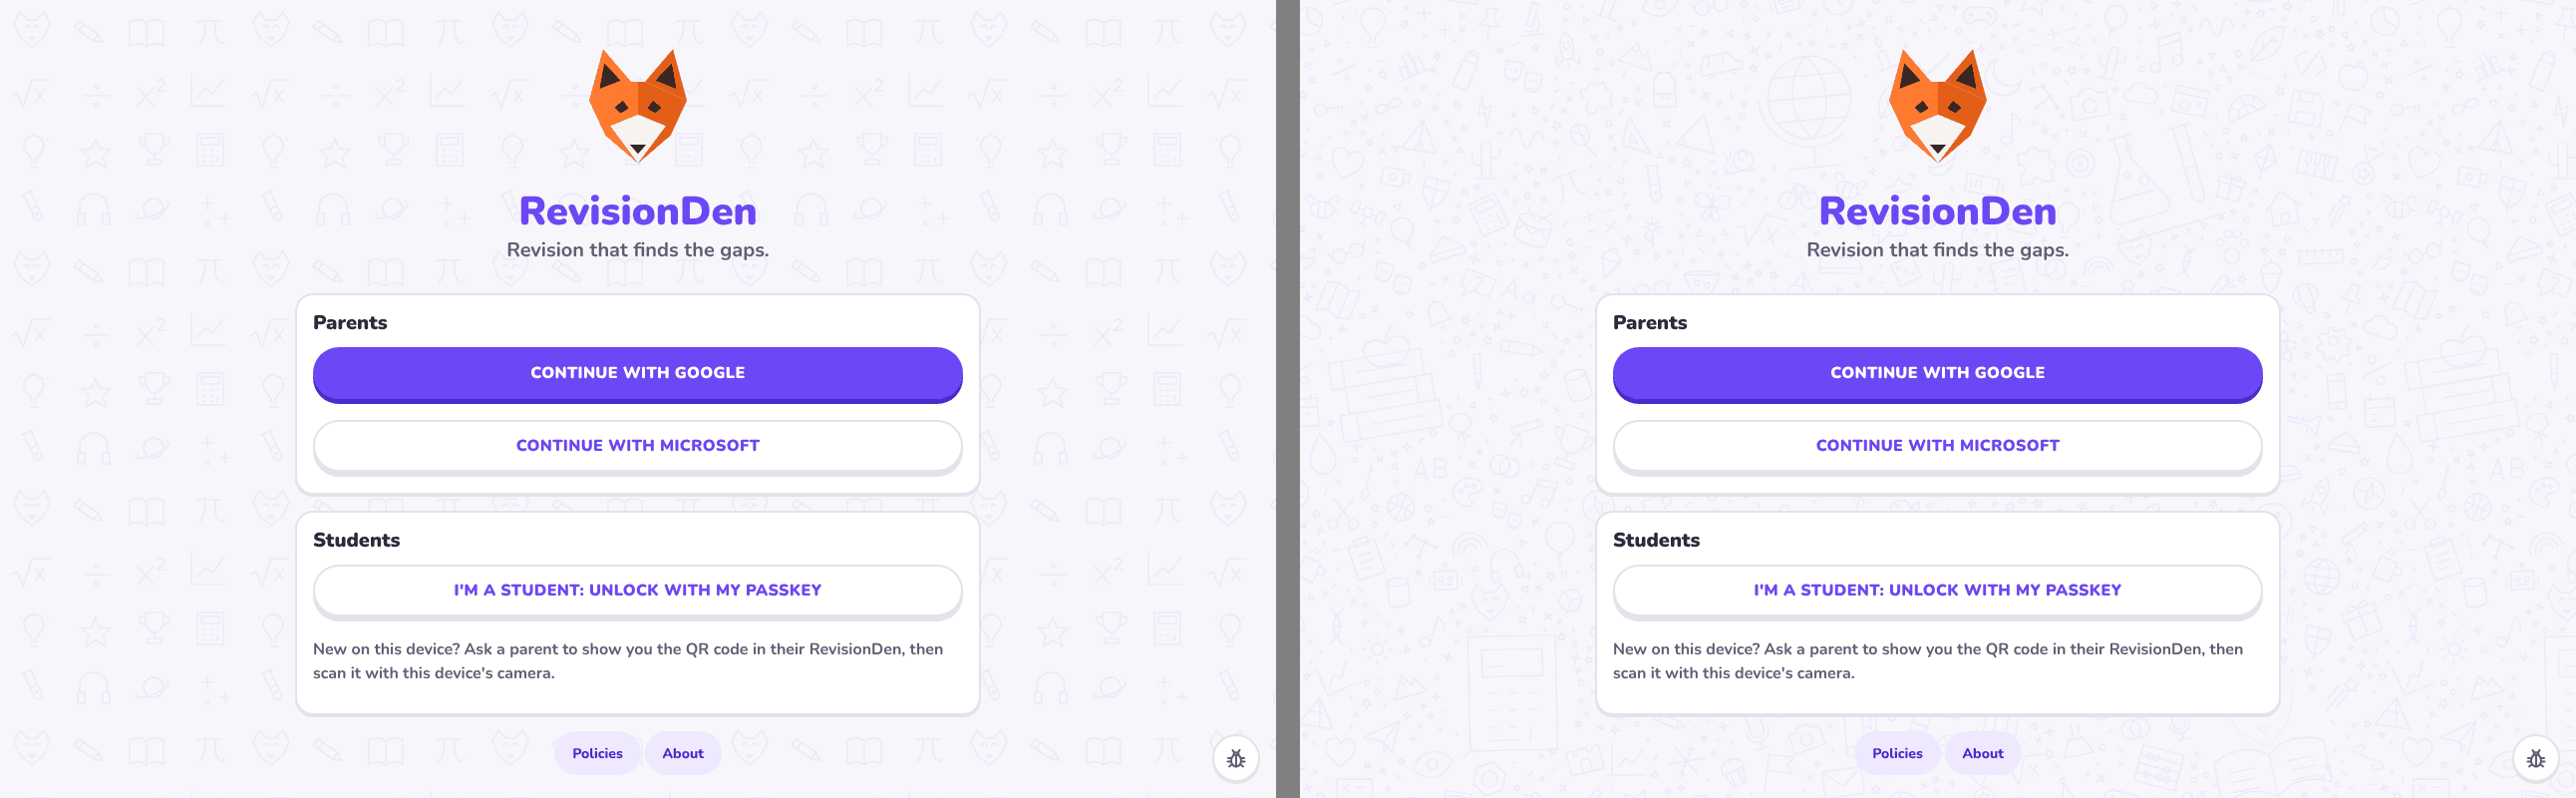 RevisionDen
Revision that finds the gaps.
Parents
CONTINUE WITH GOOGLE
CONTINUE WITH MICROSOFT
Students
I'M A STUDENT: UNLOCK WITH MY PASSKEY
New on this device? Ask a parent to show you the QR code in their RevisionDen, then
scan it with this device's camera.
Policies About
RevisionDen
Revision that finds the gaps.
Parents
CONTINUE WITH GOOGLE
CONTINUE WITH MICROSOFT
Students
I'M A STUDENT: UNLOCK WITH MY PASSKEY
New on this device? Ask a parent to show you the QR code in their RevisionDen, then
scan it with this device's camera.
Policies About